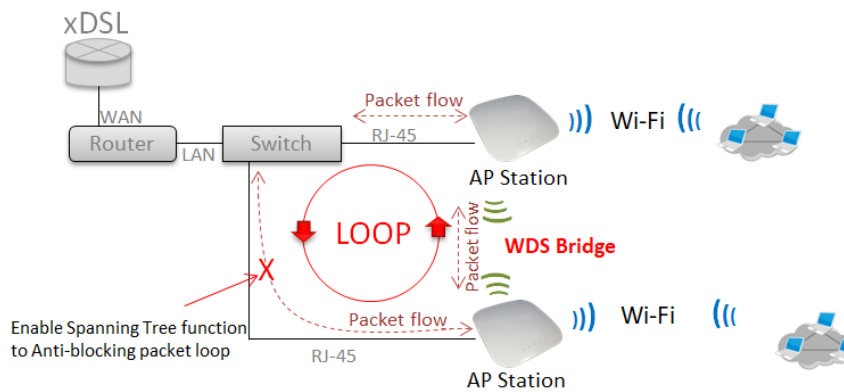 xDSL
WAN
Router
LAN
Switch
Packet flow
RJ-45
Wi-Fi
AP Station
LOOP
Packet flow
WDS Bridge
X
Enable Spanning Tree function
to Anti-blocking packet loop
Packet flow
RJ-45
Wi-Fi
AP Station